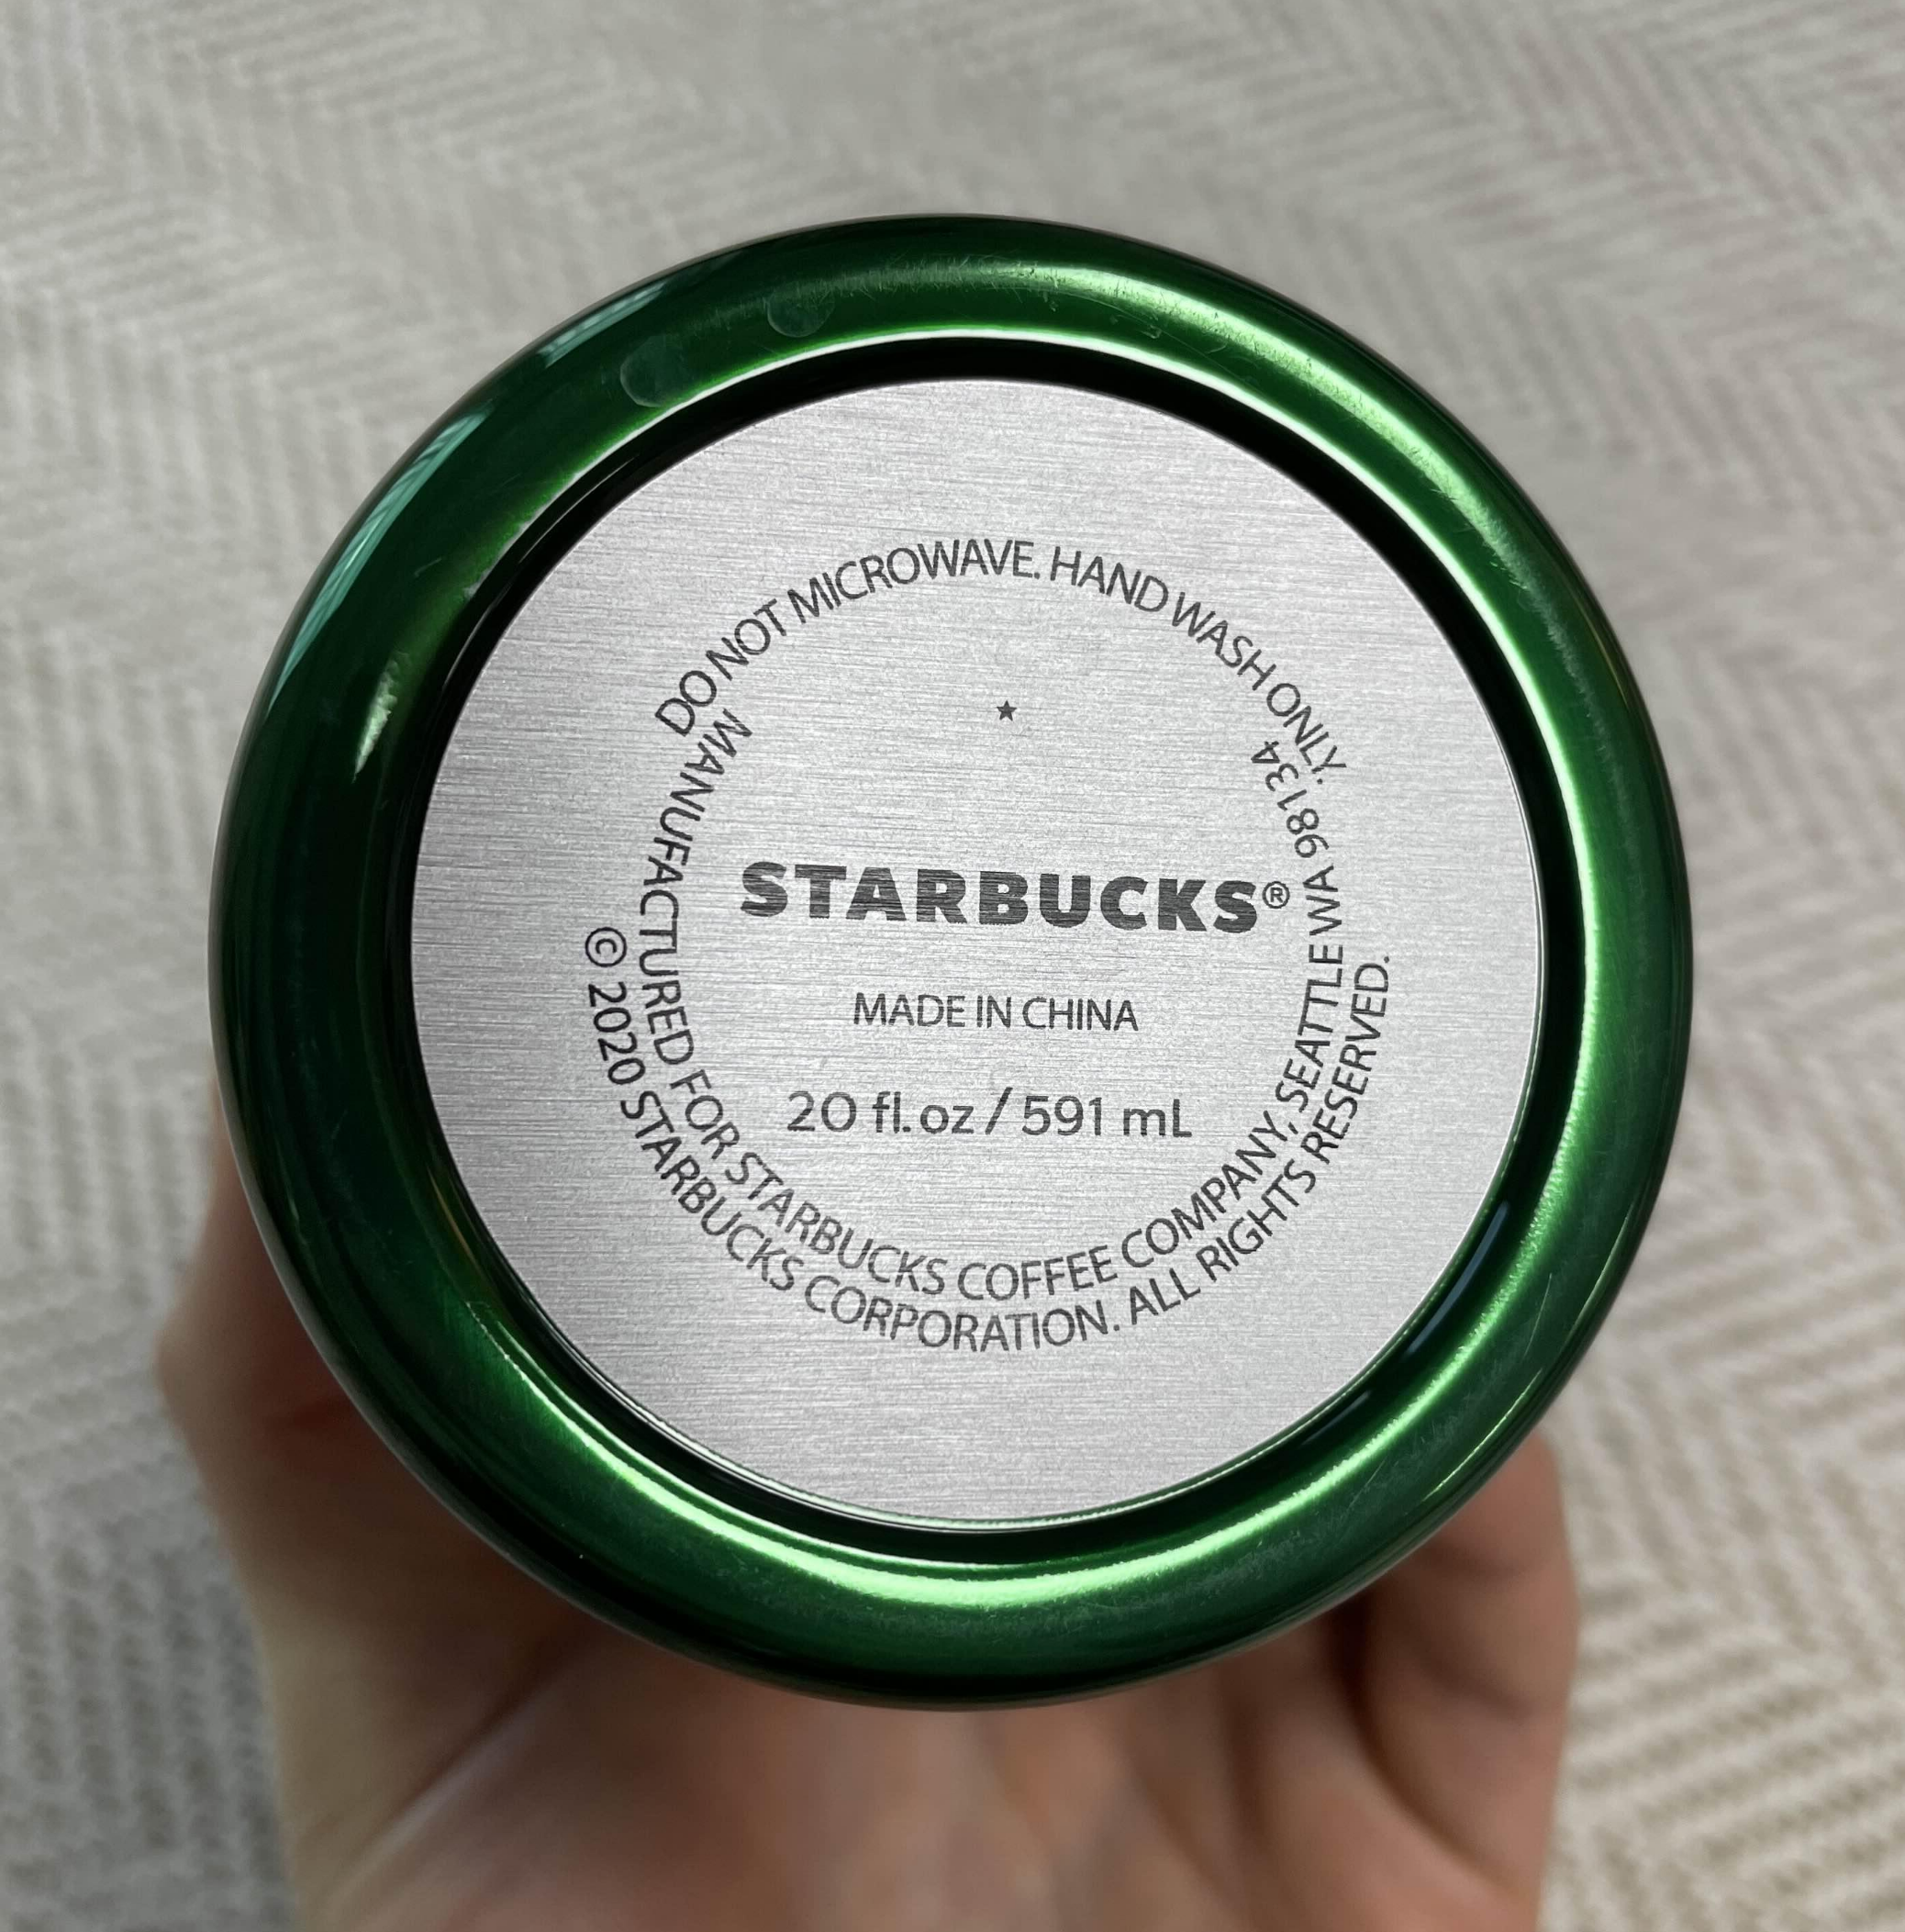 DO NOT MICROWAVE. HAND WASH ONLY.
STARBUCKS®
MADE IN CHINA
20 fl.oz / 591 mL
MANUFACTURED FOR STARBUCKS COFFEE COMPANY, SEATTLE WA 98134
© 2020 STARBUCKS CORPORATION. ALL RIGHTS RESERVED.